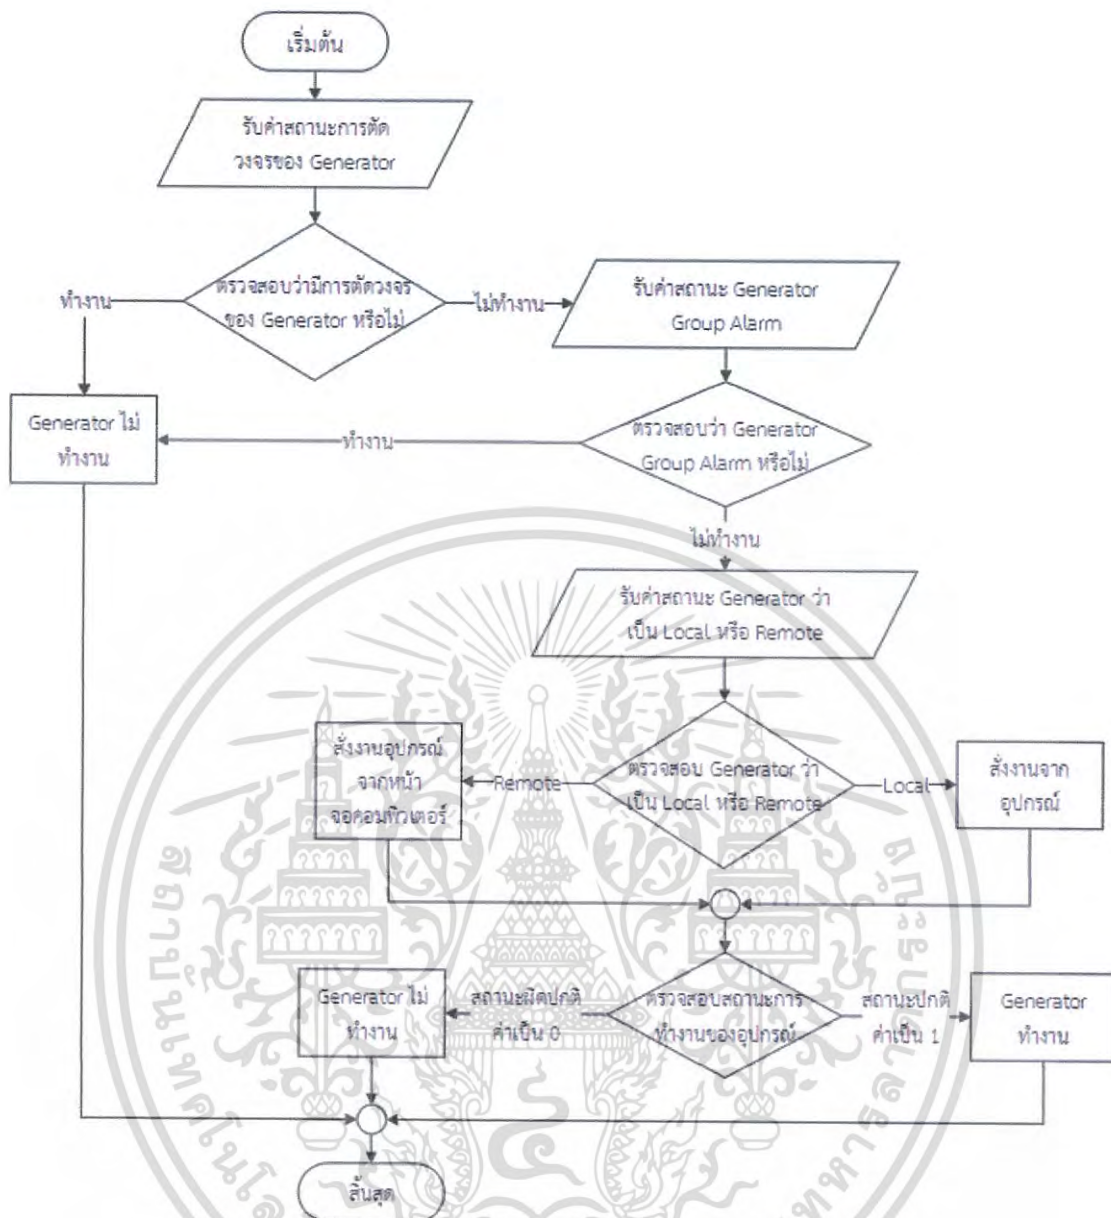 เริ่มต้น
รับค่าสถานะการตัด
วงจรของ Generator
ตรวจสอบว่ามีการตัดวงจร
ของ Generator หรือไม่
ทำงาน
ไม่ทำงาน
รับค่าสถานะ Generator
Group Alarm
Generator ไม่
ทำงาน
ทำงาน
ตรวจสอบว่า Generator
Group Alarm หรือไม่
ไม่ทำงาน
รับค่าสถานะ Generator ว่า
เป็น Local หรือ Remote
สั่งงานอุปกรณ์
จากหน้า
จอคอมพิวเตอร์
Remote
ตรวจสอบ Generator ว่า
เป็น Local หรือ Remote
Local
สั่งงานจาก
อุปกรณ์
Generator ไม่
ทำงาน
สถานะผิดปกติ
ค่าเป็น 0
ตรวจสอบสถานะการ
ทำงานของอุปกรณ์
สถานะปกติ
ค่าเป็น 1
Generator
ทำงาน
สิ้นสุด